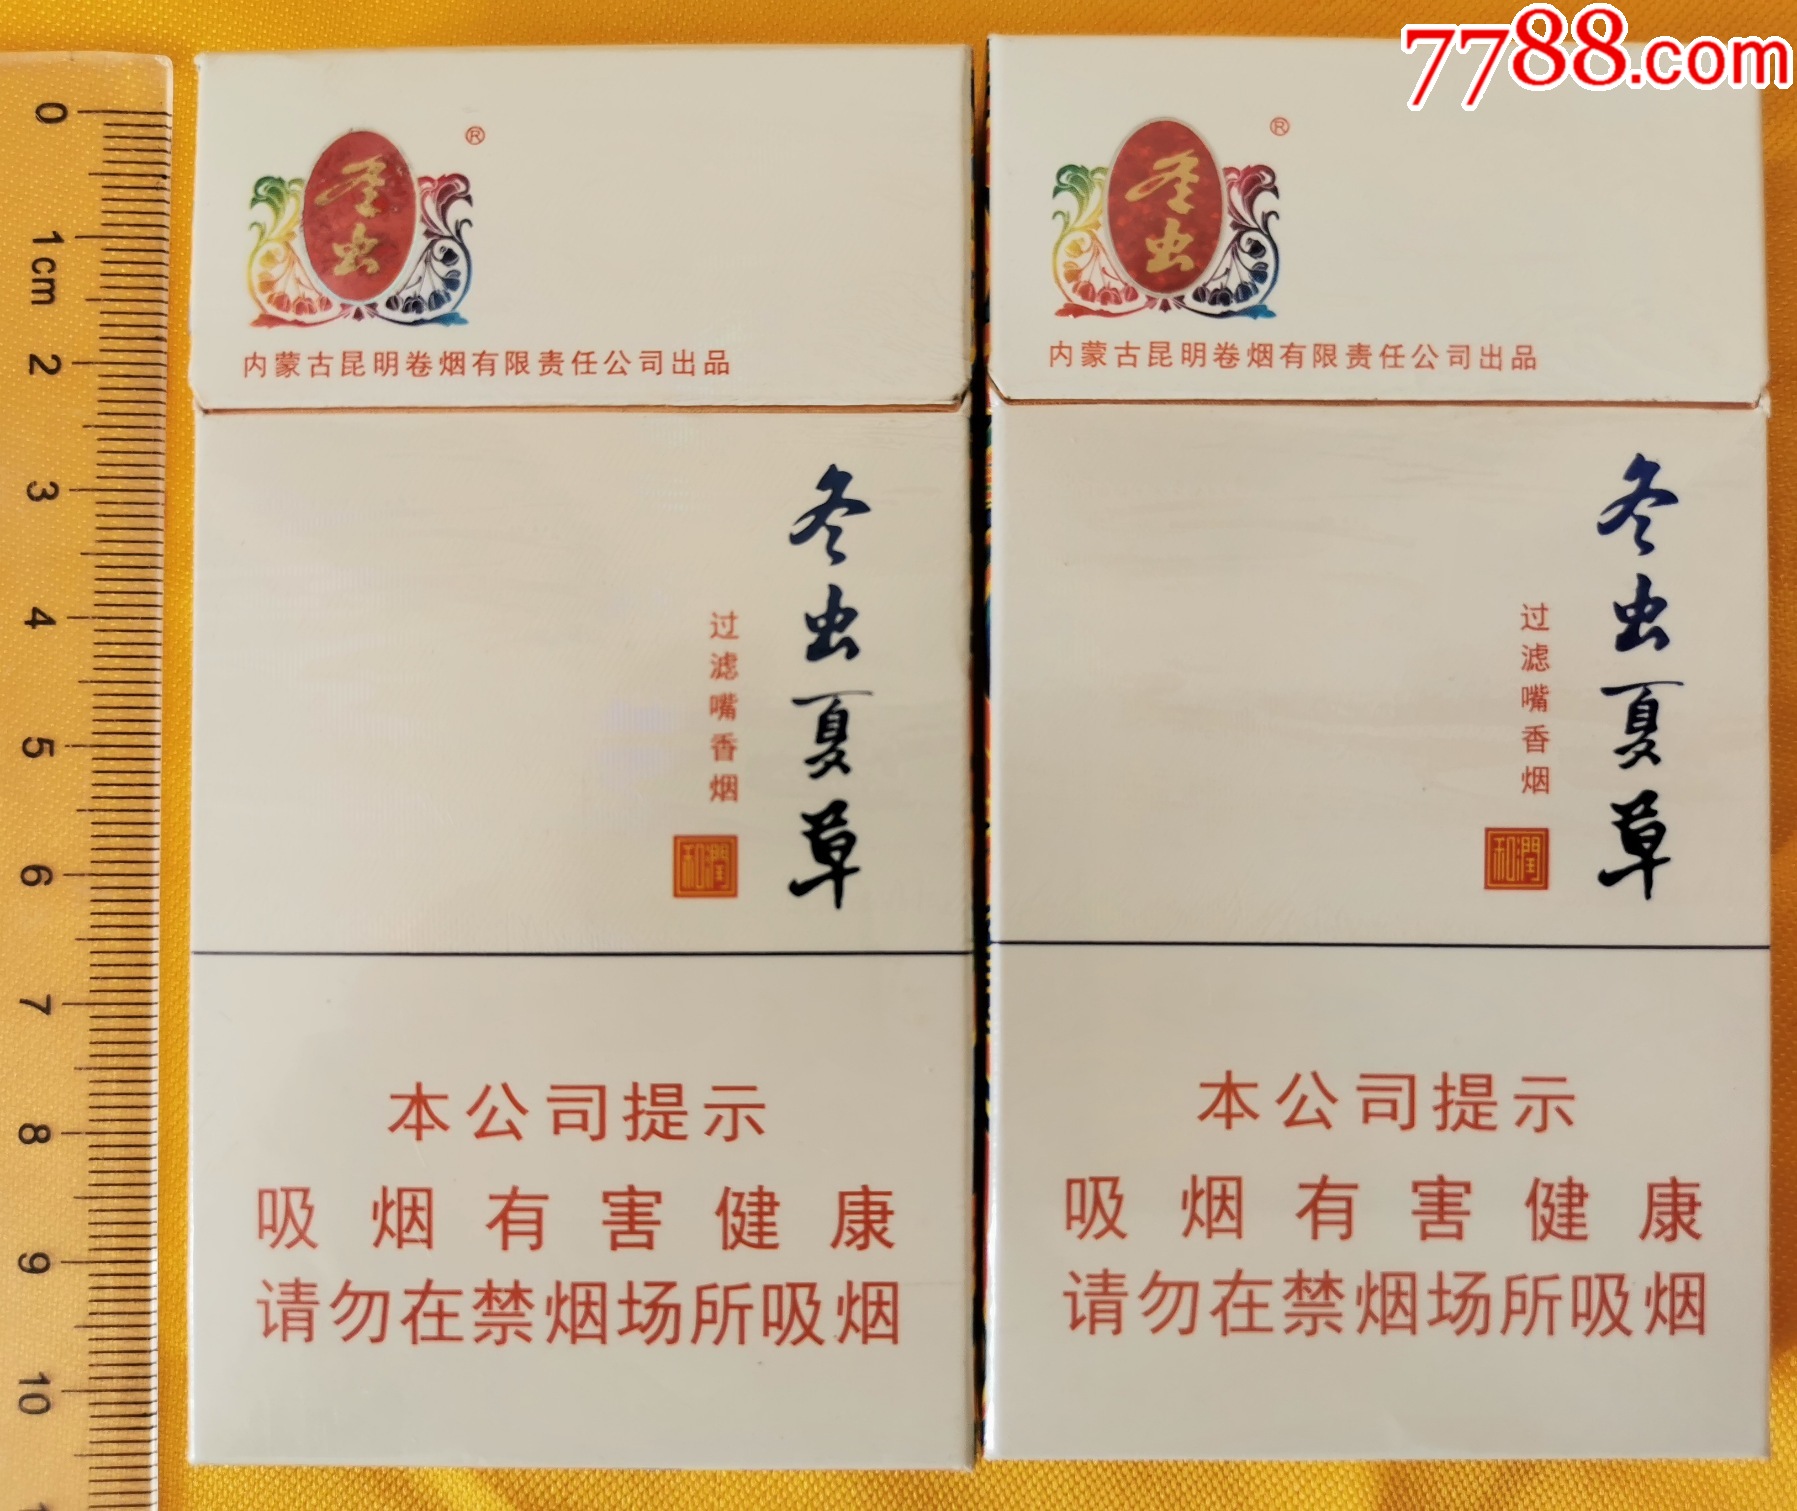 7788.com
0
1cm
2
3
4
5
6
7
8
9
10
冬虫
®
内蒙古昆明卷烟有限责任公司出品
冬虫夏草
过滤嘴香烟
和潤
本公司提示
吸烟有害健康
请勿在禁烟场所吸烟
冬虫
®
内蒙古昆明卷烟有限责任公司出品
冬虫夏草
过滤嘴香烟
和潤
本公司提示
吸烟有害健康
请勿在禁烟场所吸烟